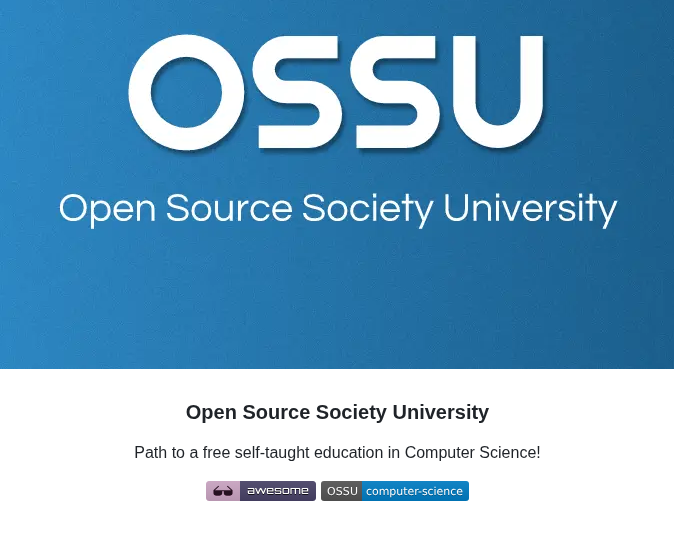 OSSU
Open Source Society University
Open Source Society University
Path to a free self-taught education in Computer Science!
awesome OSSU computer-science